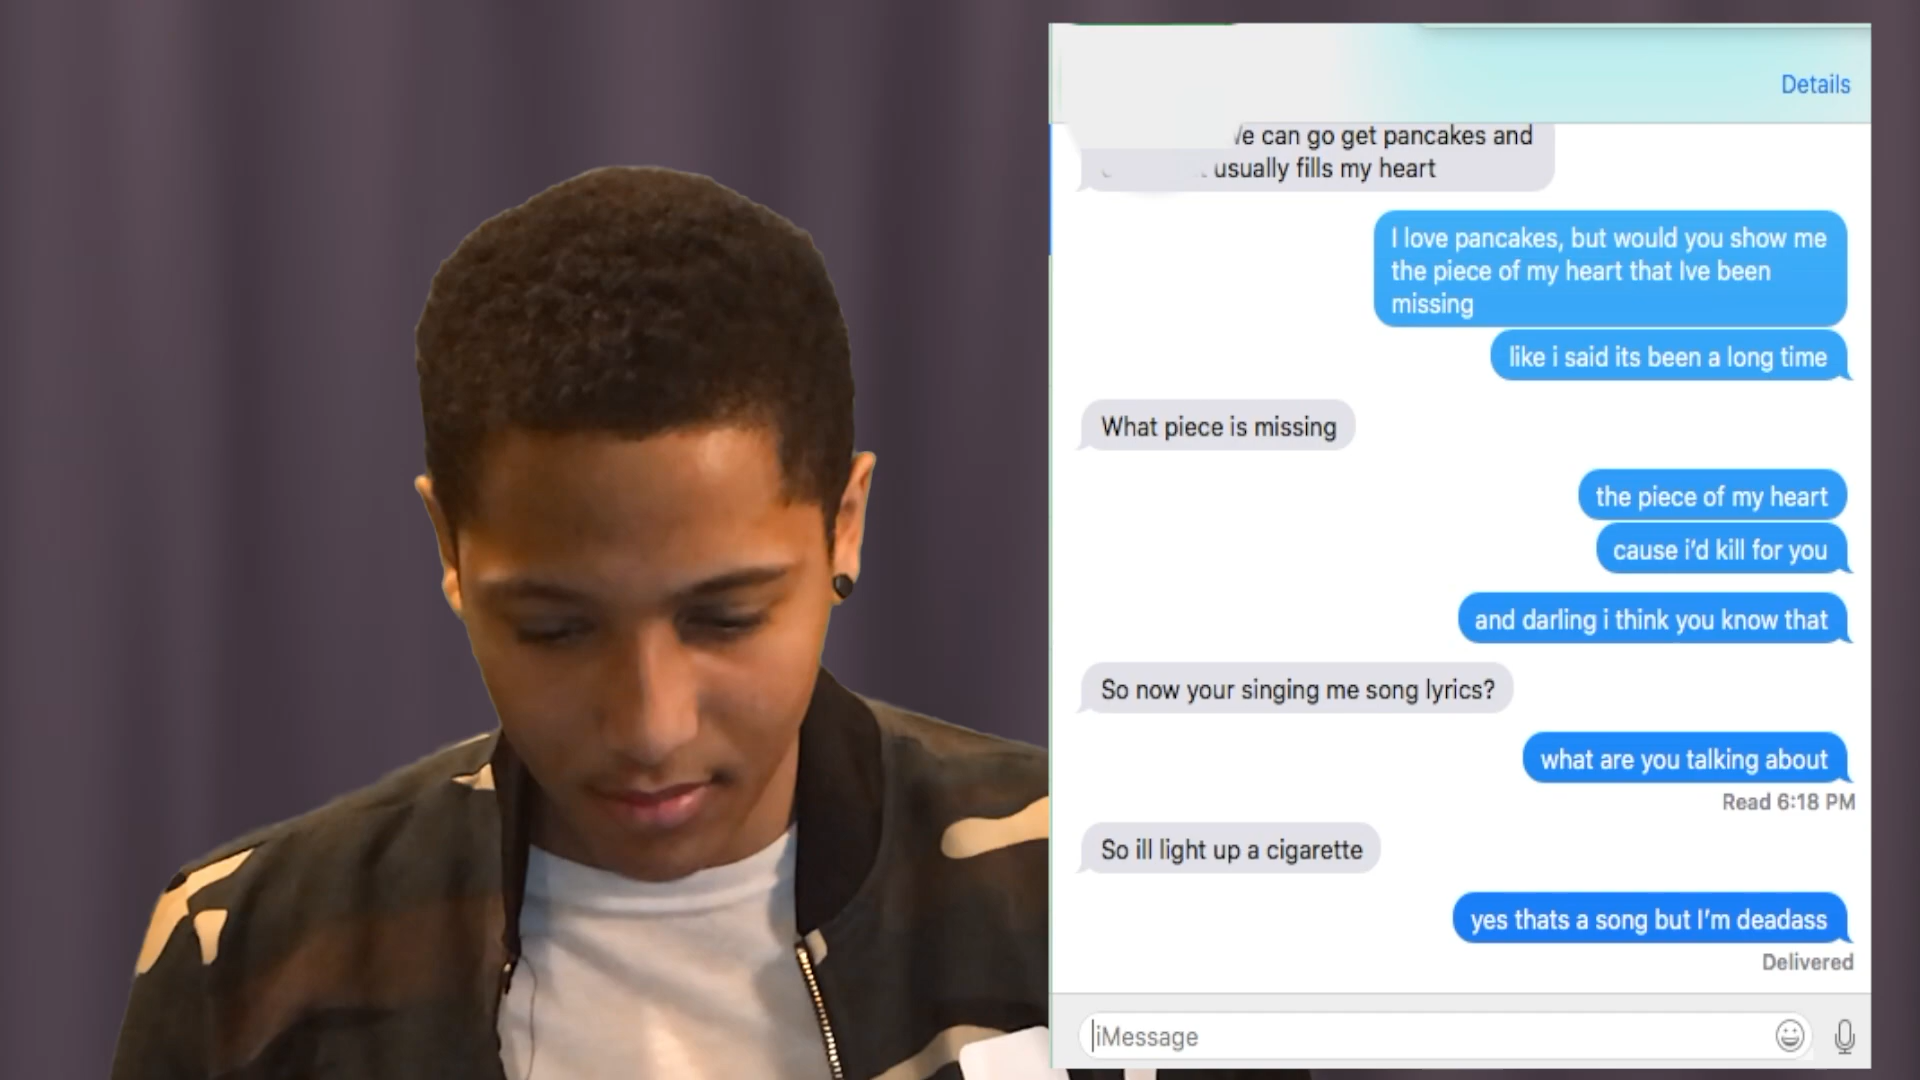 Details
can go get pancakes and
usually fills my heart
I love pancakes, but would you show me
the piece of my heart that Ive been
missing
like i said its been a long time
What piece is missing
the piece of my heart
cause i’d kill for you
and darling i think you know that
So now your singing me song lyrics?
what are you talking about
Read 6:18 PM
So ill light up a cigarette
yes thats a song but I’m deadass
Delivered
iMessage